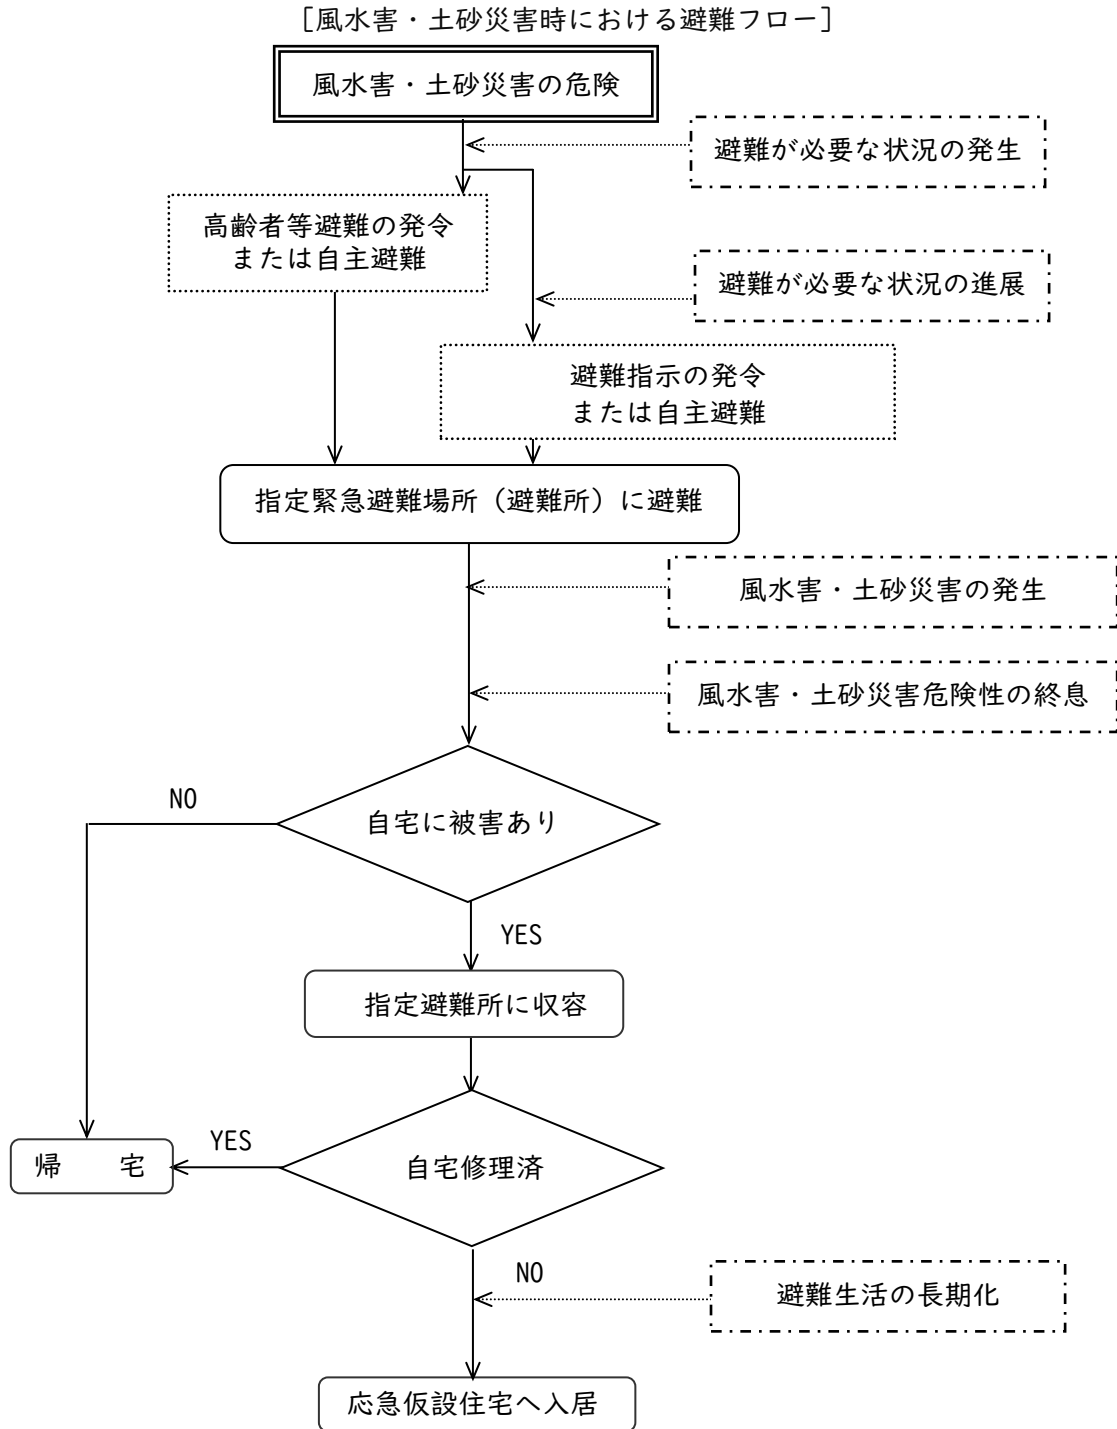 [風水害・土砂災害時における避難フロー]
風水害・土砂災害の危険
避難が必要な状況の発生
高齢者等避難の発令
または自主避難
避難が必要な状況の進展
避難指示の発令
または自主避難
指定緊急避難場所（避難所）に避難
風水害・土砂災害の発生
風水害・土砂災害危険性の終息
NO
自宅に被害あり
YES
指定避難所に収容
YES
帰　宅
自宅修理済
NO
避難生活の長期化
応急仮設住宅へ入居